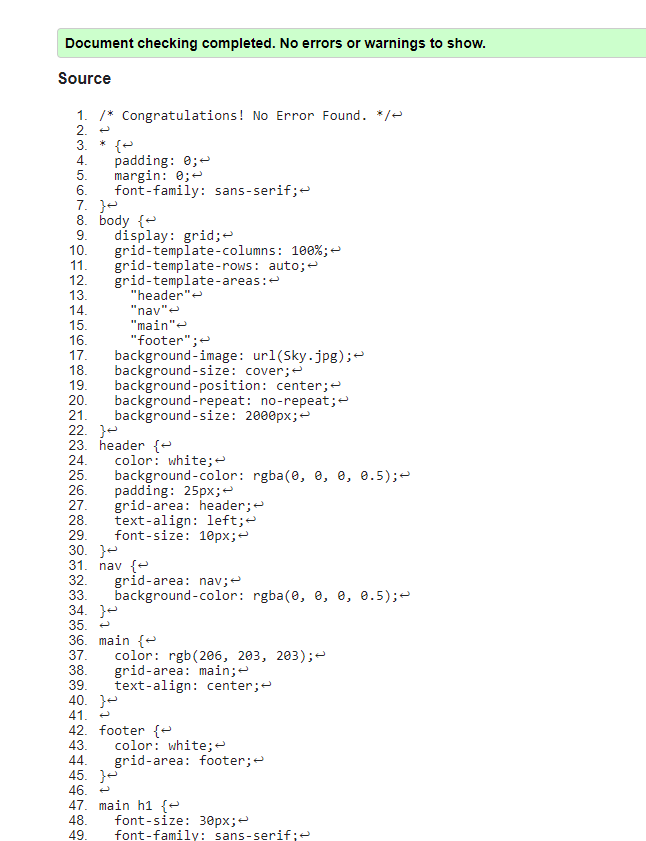 Document checking completed. No errors or warnings to show.
Source
1. /* Congratulations! No Error Found. */↩
2. ↩
3. * {↩
4. padding: 0;↩
5. margin: 0;↩
6. font-family: sans-serif;↩
7. }↩
8. body {↩
9. display: grid;↩
10. grid-template-columns: 100%;↩
11. grid-template-rows: auto;↩
12. grid-template-areas:↩
13. "header"↩
14. "nav"↩
15. "main"↩
16. "footer";↩
17. background-image: url(Sky.jpg);↩
18. background-size: cover;↩
19. background-position: center;↩
20. background-repeat: no-repeat;↩
21. background-size: 2000px;↩
22. }↩
23. header {↩
24. color: white;↩
25. background-color: rgba(0, 0, 0, 0.5);↩
26. padding: 25px;↩
27. grid-area: header;↩
28. text-align: left;↩
29. font-size: 10px;↩
30. }↩
31. nav {↩
32. grid-area: nav;↩
33. background-color: rgba(0, 0, 0, 0.5);↩
34. }↩
35. ↩
36. main {↩
37. color: rgb(206, 203, 203);↩
38. grid-area: main;↩
39. text-align: center;↩
40. }↩
41. ↩
42. footer {↩
43. color: white;↩
44. grid-area: footer;↩
45. }↩
46. ↩
47. main h1 {↩
48. font-size: 30px;↩
49. font-family: sans-serif;↩